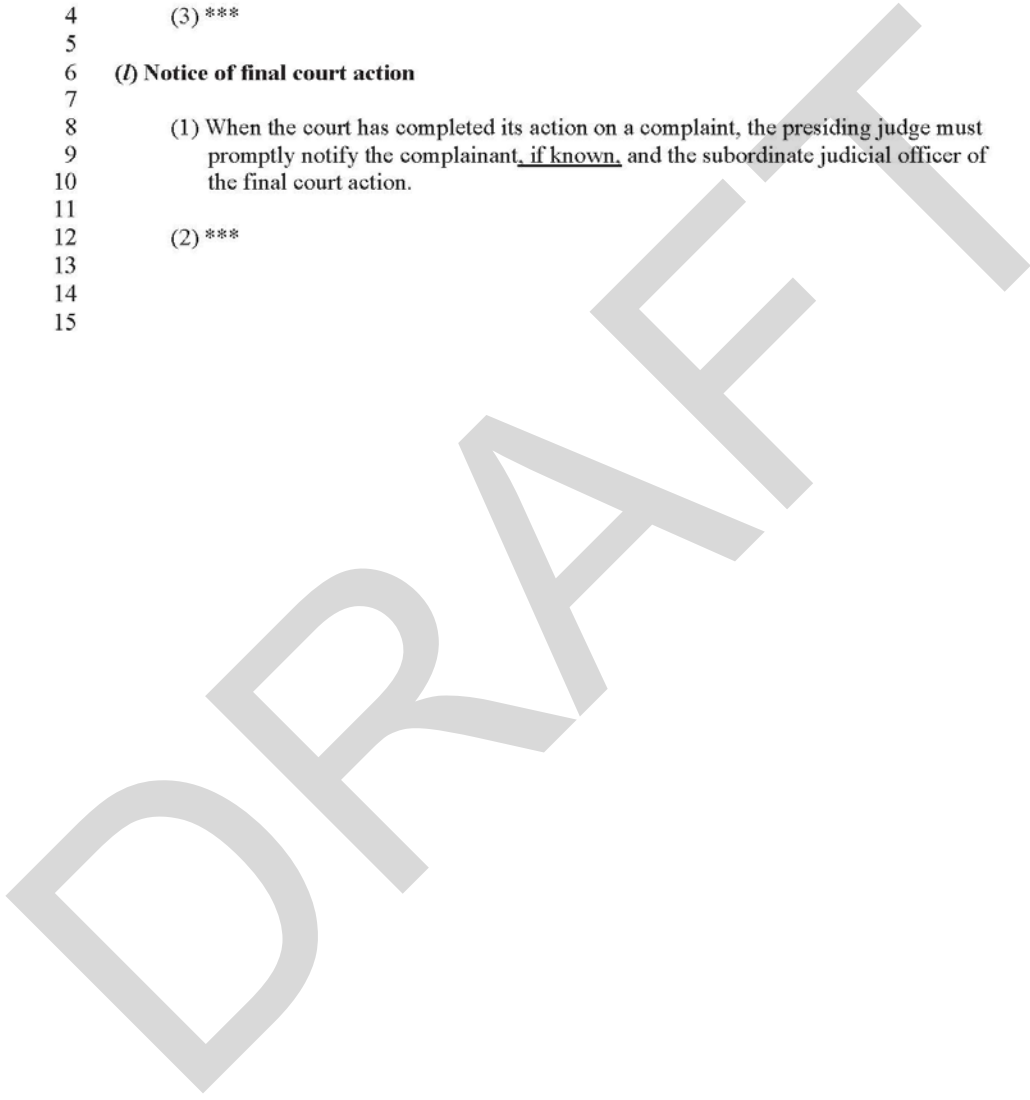 4 (3) ***
5
6 (l) Notice of final court action
7
8 (1) When the court has completed its action on a complaint, the presiding judge must
9 promptly notify the complainant, if known, and the subordinate judicial officer of
10 the final court action.
11
12 (2) ***
13
14
15
DRAFT